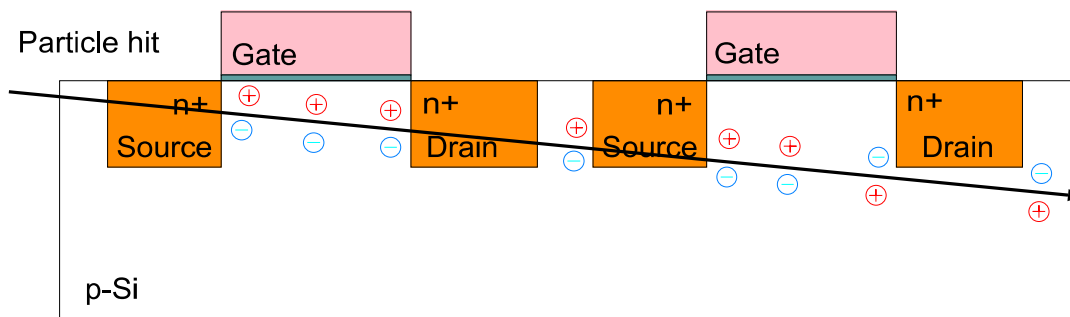 Particle hit
Gate
Gate
n+
n+
n+
n+
Source
Drain
Source
Drain
p-Si